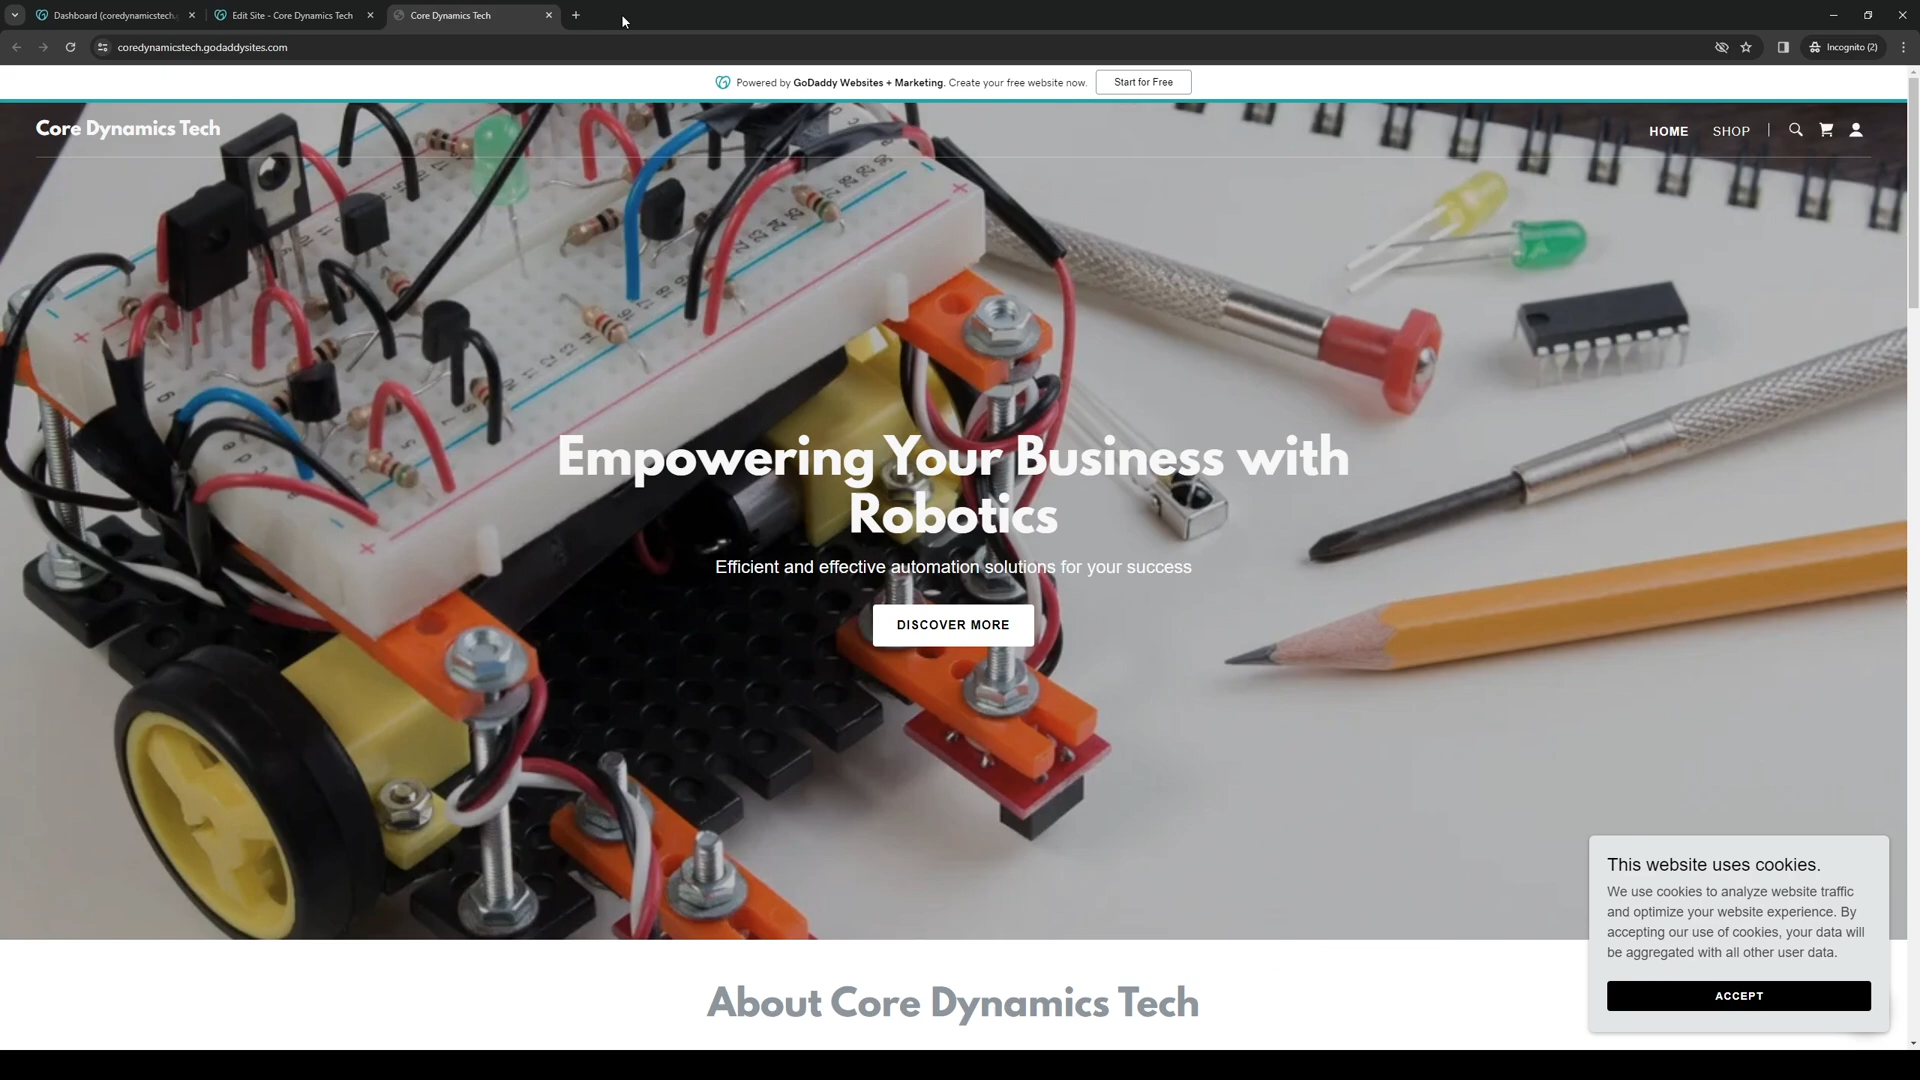 Dashboard (coredynamicstech.
Edit Site - Core Dynamics Tech
Core Dynamics Tech
coredynamicstech.godaddysites.com
Incognito (2)
Powered by GoDaddy Websites + Marketing. Create your free website now.
Start for Free
Core Dynamics Tech
HOME
SHOP
Empowering Your Business with
Robotics
Efficient and effective automation solutions for your success
DISCOVER MORE
This website uses cookies.
We use cookies to analyze website traffic
and optimize your website experience. By
accepting our use of cookies, your data will
be aggregated with all other user data.
ACCEPT
About Core Dynamics Tech